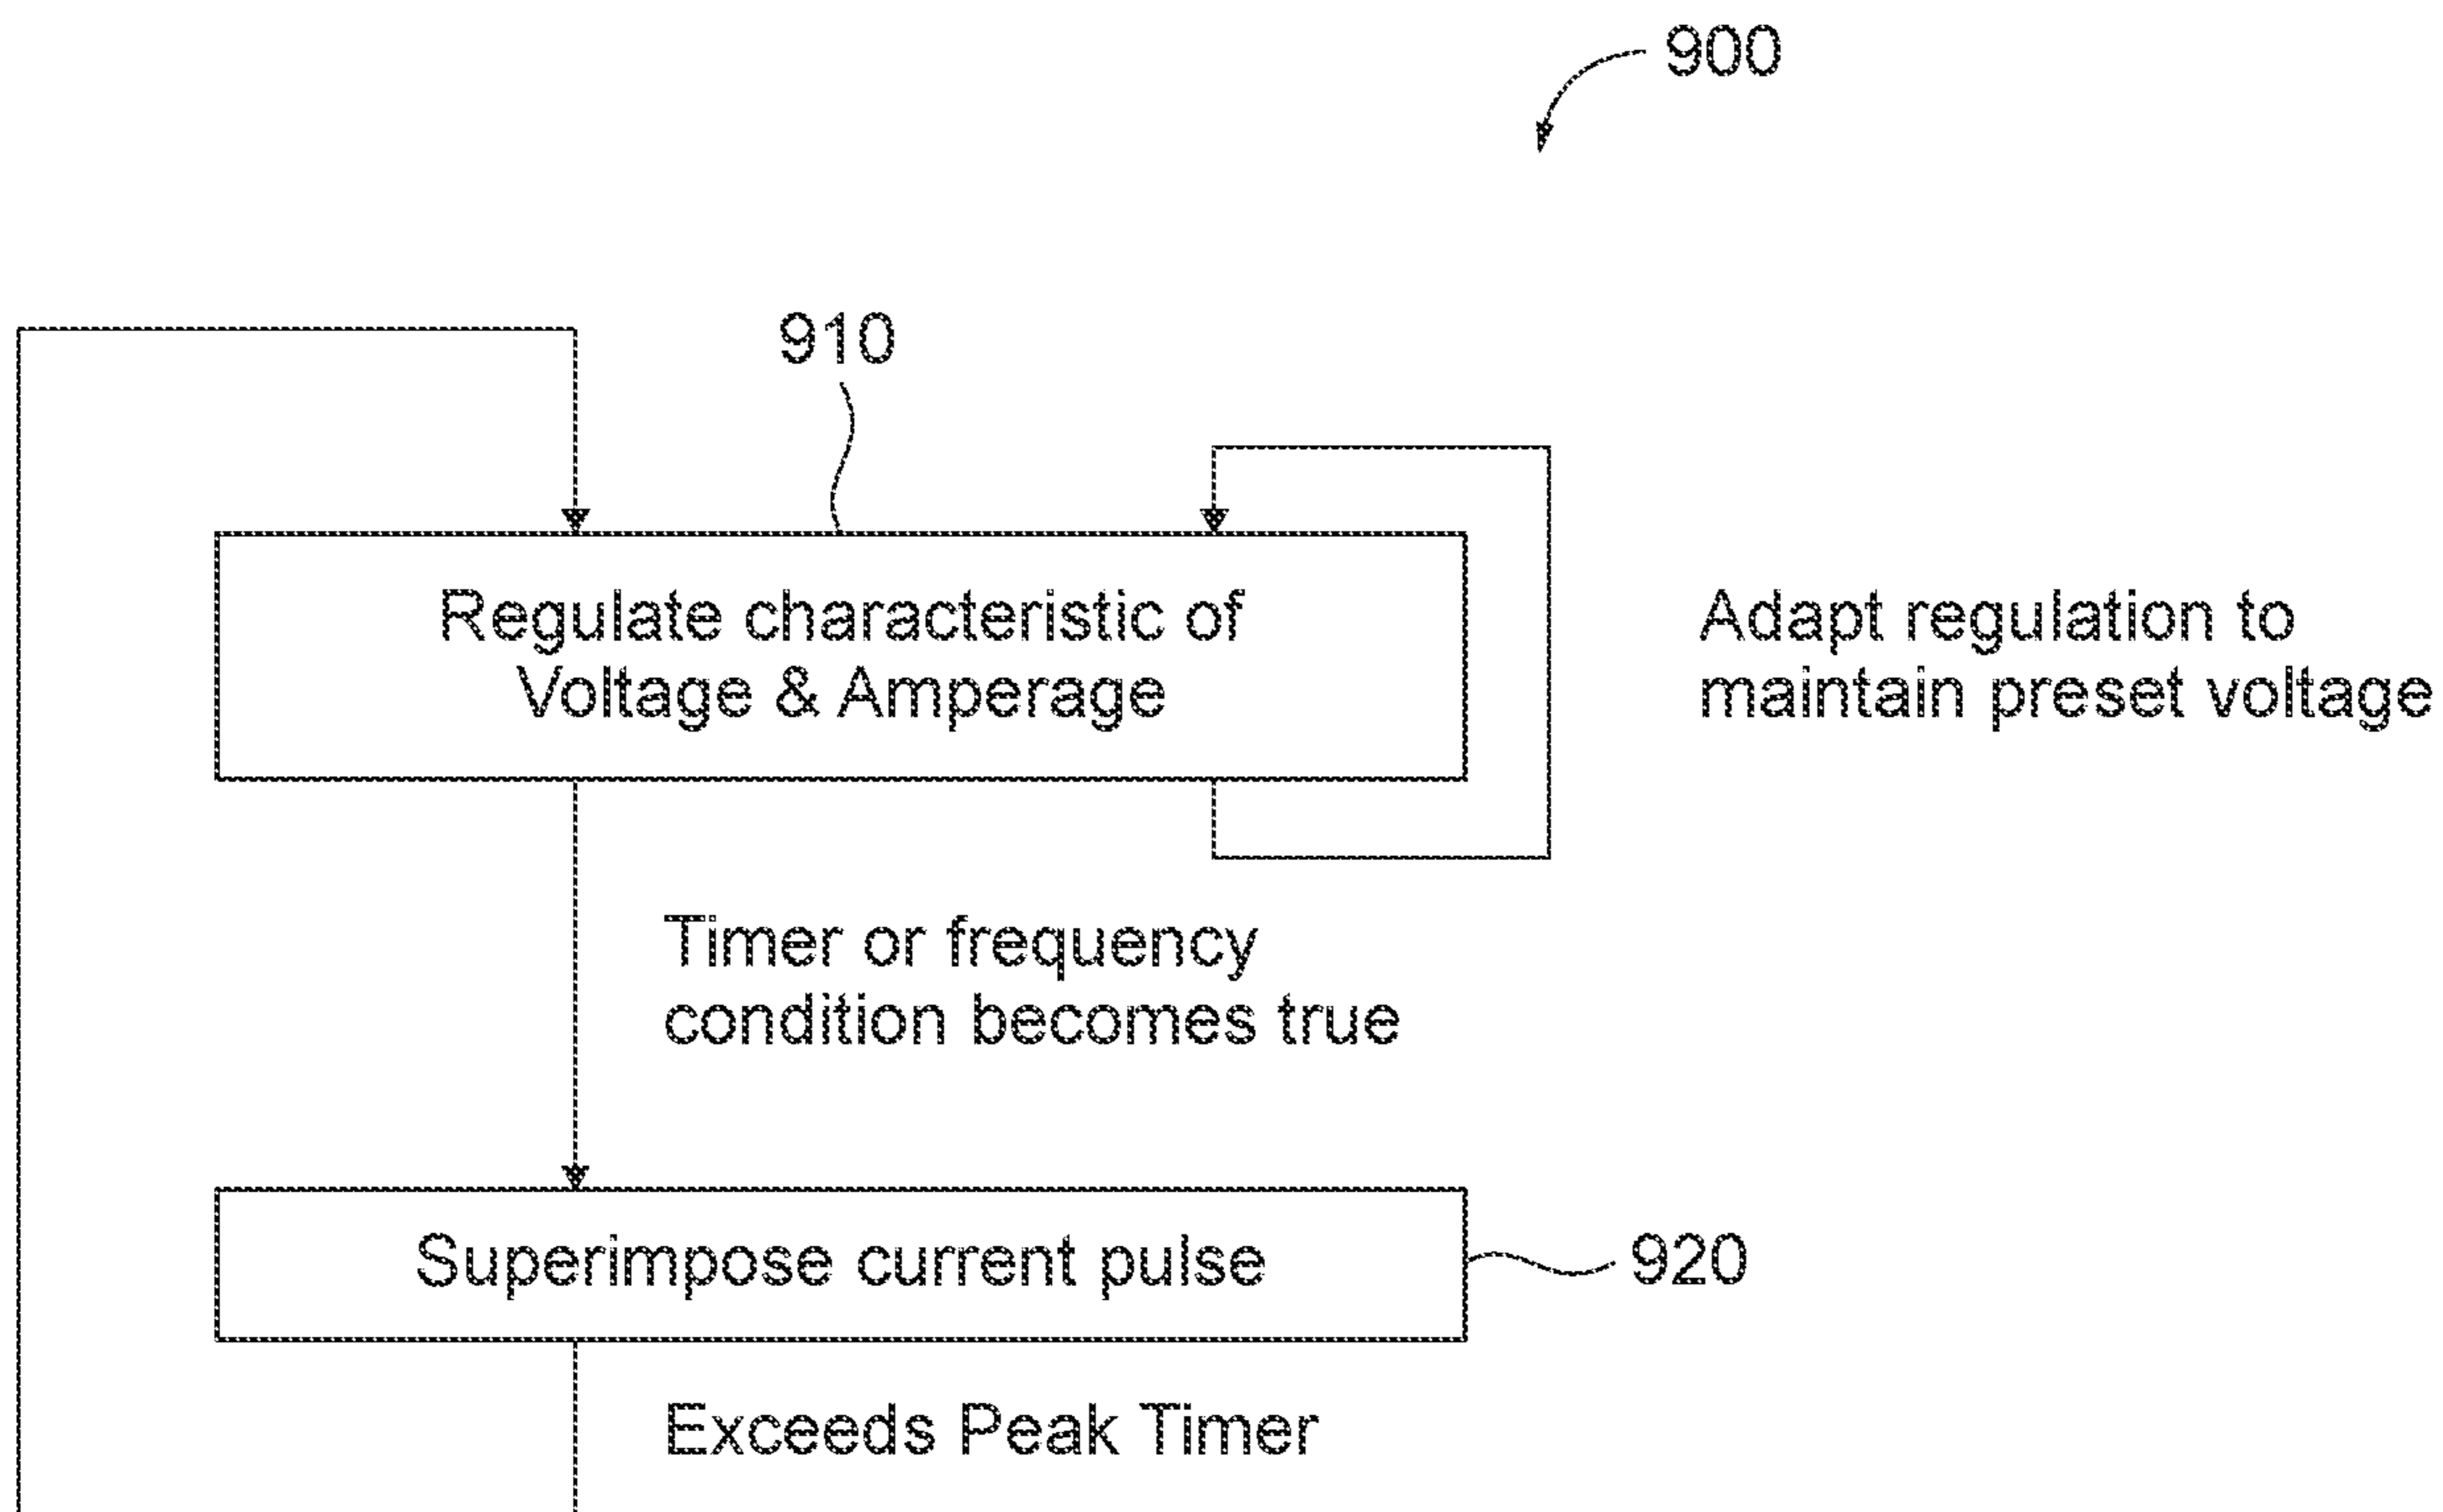 900
910
Regulate characteristic of
Voltage & Amperage
Adapt regulation to
maintain preset voltage
Timer or frequency
condition becomes true
Superimpose current pulse
920
Exceeds Peak Timer